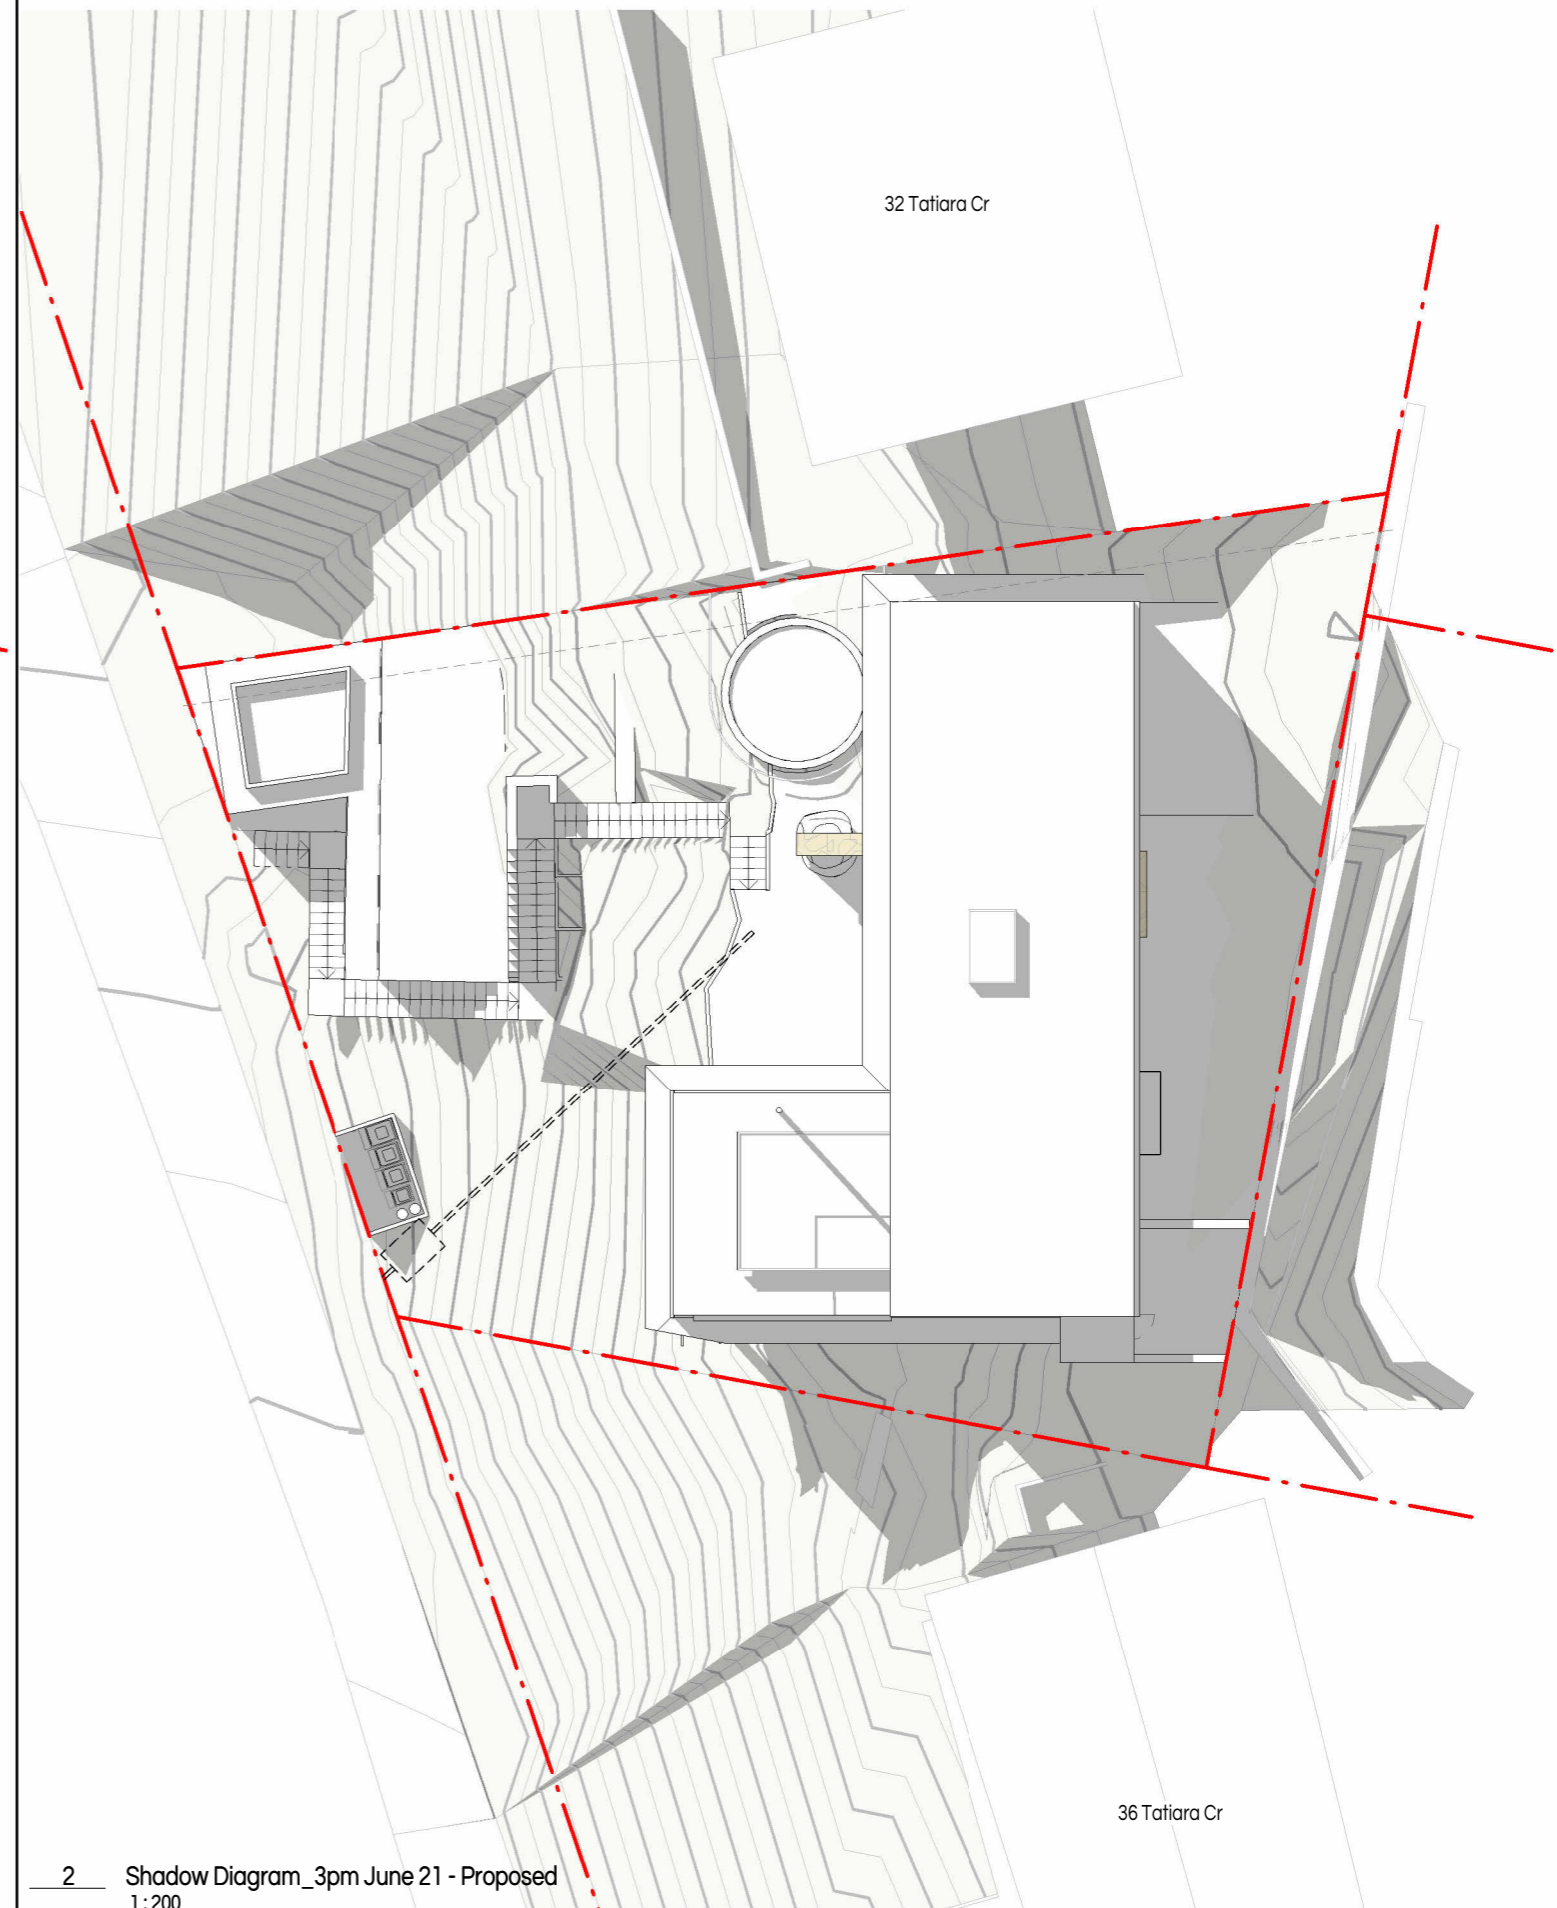 32 Tatiara Cr
36 Tatiara Cr
2 Shadow Diagram_3pm June 21 - Proposed
1 : 200